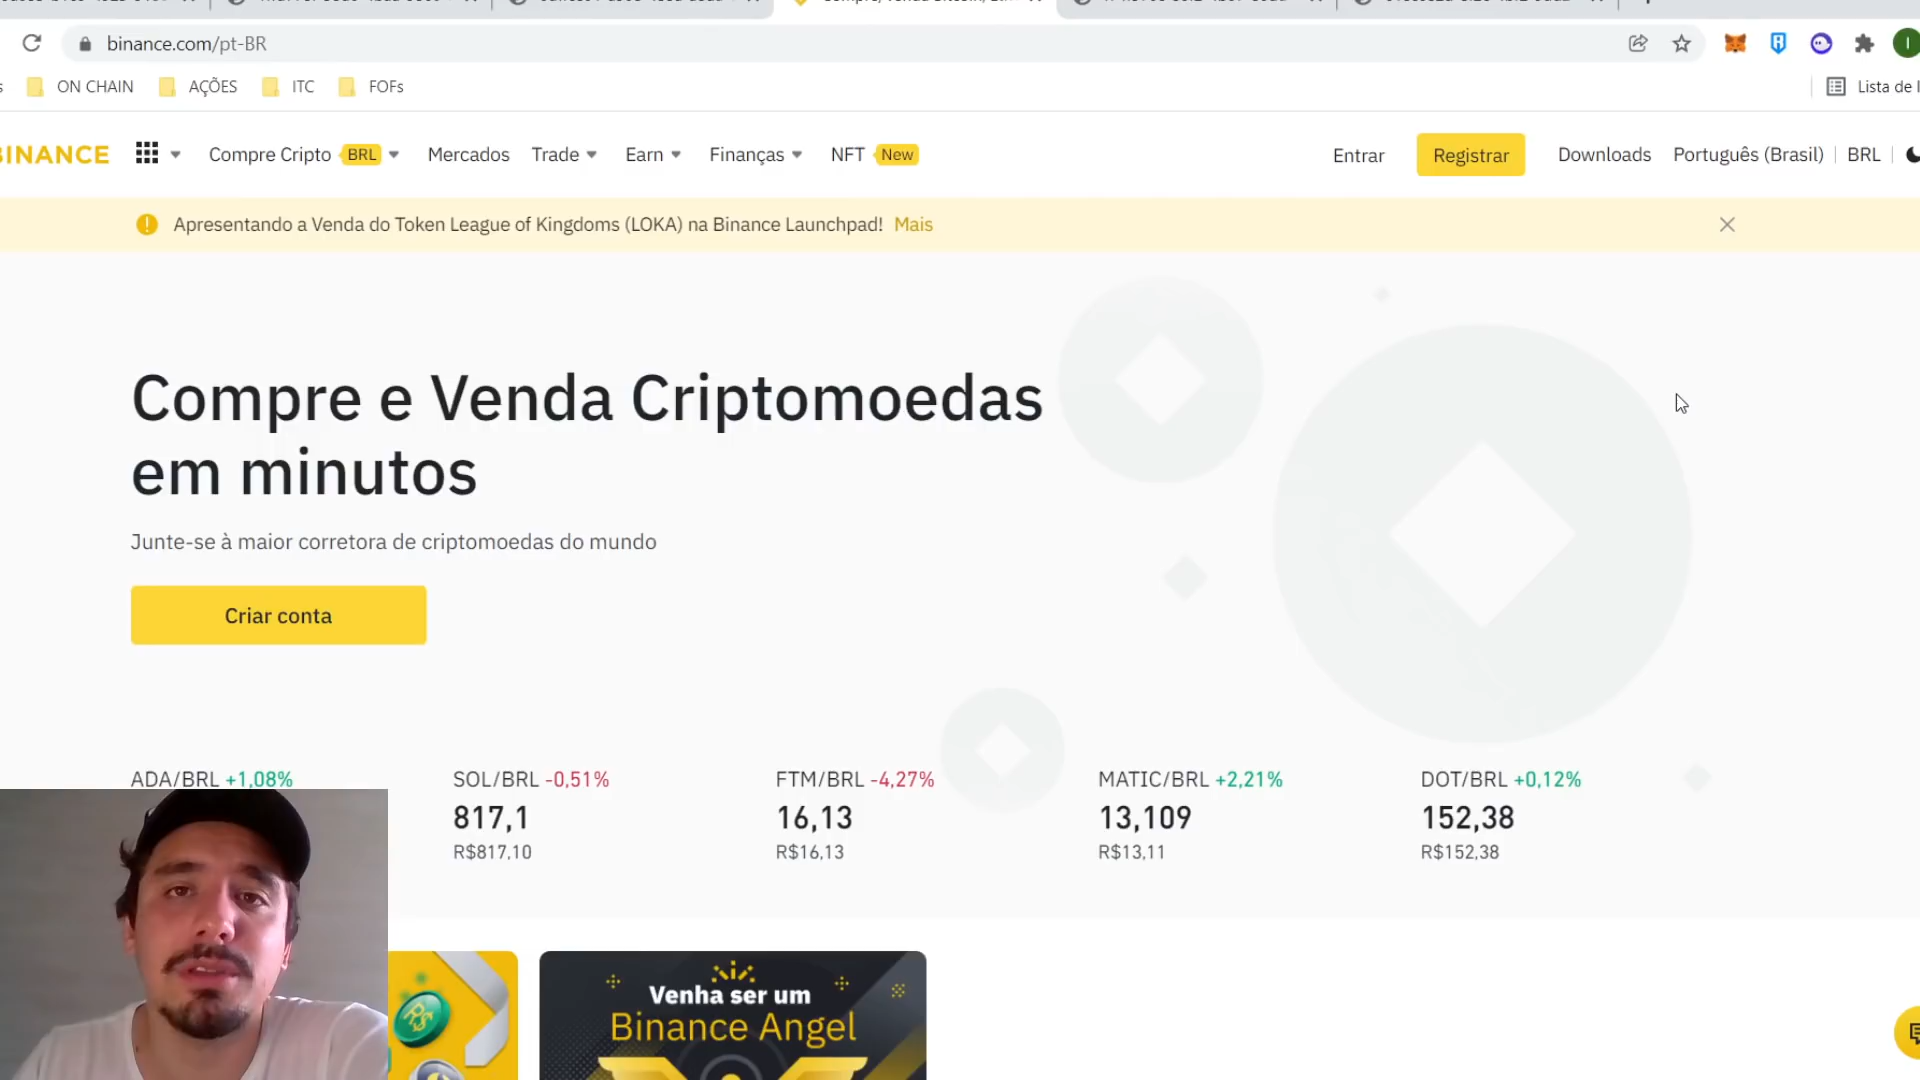 binance.com/pt-BR
ON CHAIN AÇÕES ITC FOFs Lista de
BINANCE Compre Cripto BRL Mercados Trade Earn Finanças NFT New Entrar Registrar Downloads Português (Brasil) BRL
Apresentando a Venda do Token League of Kingdoms (LOKA) na Binance Launchpad! Mais
Compre e Venda Criptomoedas
em minutos
Junte-se à maior corretora de criptomoedas do mundo
Criar conta
ADA/BRL +1,08% SOL/BRL -0,51% FTM/BRL -4,27% MATIC/BRL +2,21% DOT/BRL +0,12%
817,1 16,13 13,109 152,38
R$817,10 R$16,13 R$13,11 R$152,38
Venha ser um
Binance Angel